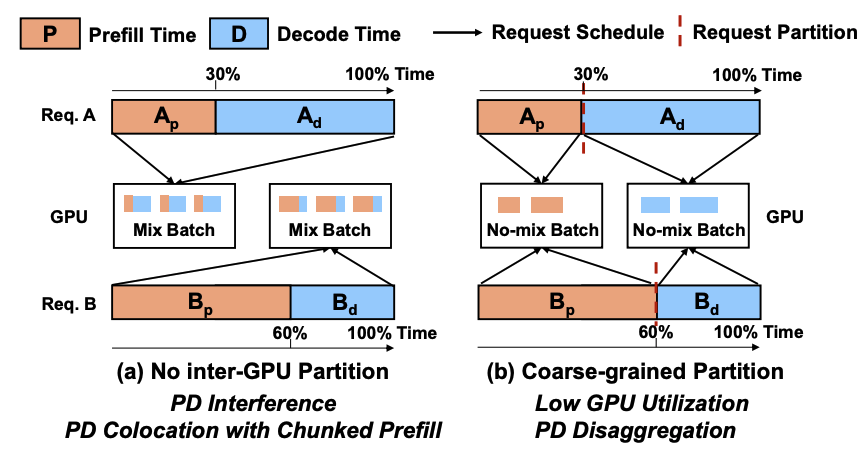 P Prefill Time D Decode Time Request Schedule Request Partition
30% 100% Time
Req. A Ap Ad
GPU
Mix Batch Mix Batch
Req. B Bp Bd
60% 100% Time
(a) No inter-GPU Partition
PD Interference
PD Colocation with Chunked Prefill
30% 100% Time
Ap Ad
No-mix Batch No-mix Batch
GPU
Bp Bd
60% 100% Time
(b) Coarse-grained Partition
Low GPU Utilization
PD Disaggregation